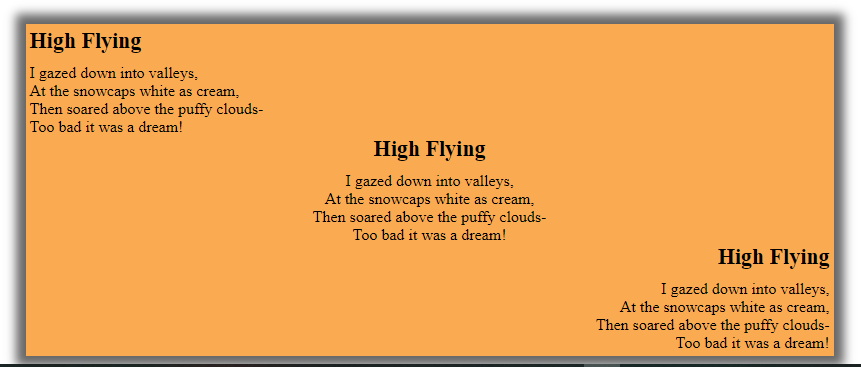 High Flying
I gazed down into valleys,
At the snowcaps white as cream,
Then soared above the puffy clouds-
Too bad it was a dream!
High Flying
I gazed down into valleys,
At the snowcaps white as cream,
Then soared above the puffy clouds-
Too bad it was a dream!
High Flying
I gazed down into valleys,
At the snowcaps white as cream,
Then soared above the puffy clouds-
Too bad it was a dream!